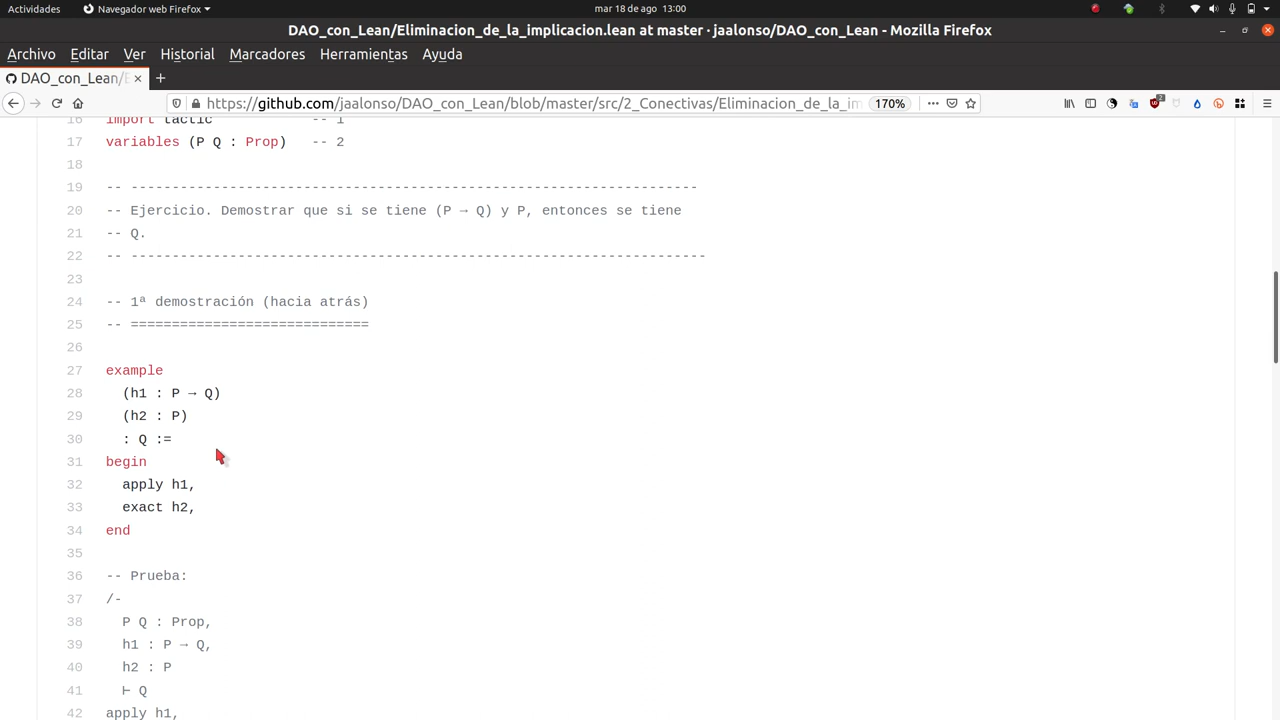 Actividades Navegador web Firefox mar 18 de ago 13:00
DAO_con_Lean/Eliminacion_de_la_implicacion.lean at master · jaalonso/DAO_con_Lean - Mozilla Firefox
Archivo Editar Ver Historial Marcadores Herramientas Ayuda
DAO_con_Lean/E
https://github.com/jaalonso/DAO_con_Lean/blob/master/src/2_Conectivas/Eliminacion_de_la_im 170%
16 import tactic -- 1
17 variables (P Q : Prop) -- 2
18
19 -- ---------------------------------------------------------------------
20 -- Ejercicio. Demostrar que si se tiene (P → Q) y P, entonces se tiene
21 -- Q.
22 -- ----------------------------------------------------------------------
23
24 -- 1ª demostración (hacia atrás)
25 -- =============================
26
27 example
28 (h1 : P → Q)
29 (h2 : P)
30 : Q :=
31 begin
32 apply h1,
33 exact h2,
34 end
35
36 -- Prueba:
37 /-
38 P Q : Prop,
39 h1 : P → Q,
40 h2 : P
41 ⊢ Q
42 apply h1,